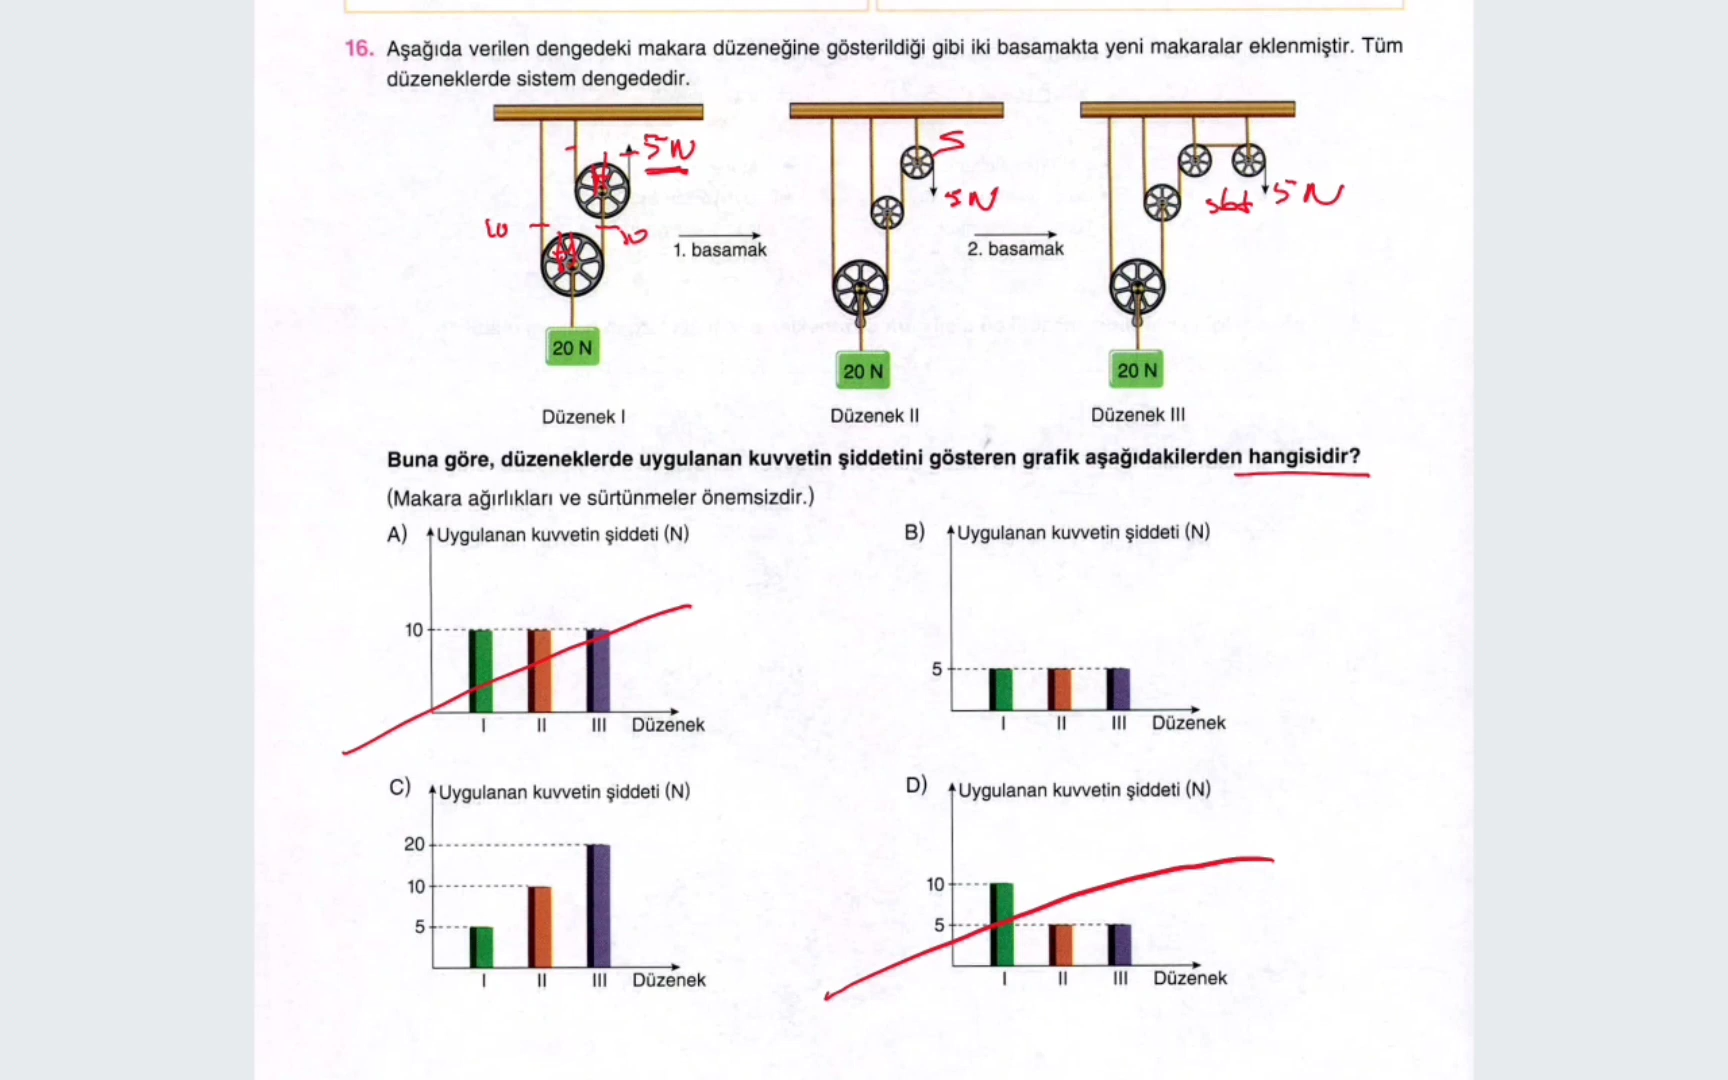 16. Aşağıda verilen dengedeki makara düzeneğine gösterildiği gibi iki basamakta yeni makaralar eklenmiştir. Tüm
düzeneklerde sistem dengededir.
5N
10
10
20 N
Düzenek I
1. basamak
5
5N
20 N
Düzenek II
2. basamak
sbt 5N
20 N
Düzenek III
Buna göre, düzeneklerde uygulanan kuvvetin şiddetini gösteren grafik aşağıdakilerden hangisidir?
(Makara ağırlıkları ve sürtünmeler önemsizdir.)
A) Uygulanan kuvvetin şiddeti (N)
10
I II III Düzenek
B) Uygulanan kuvvetin şiddeti (N)
5
I II III Düzenek
C) Uygulanan kuvvetin şiddeti (N)
20
10
5
I II III Düzenek
D) Uygulanan kuvvetin şiddeti (N)
10
5
I II III Düzenek